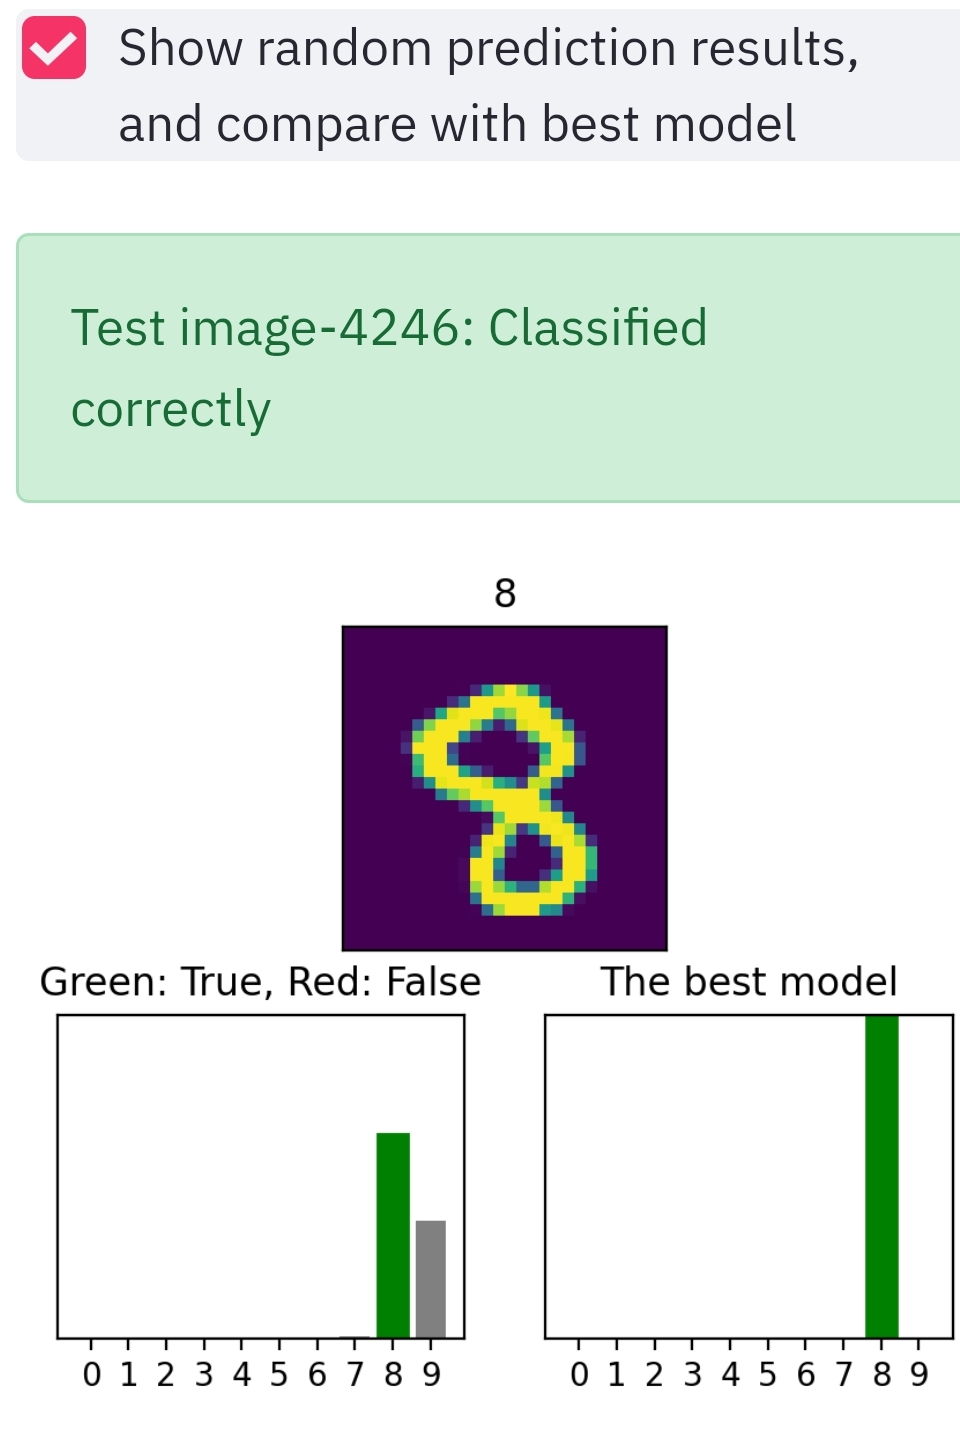 Show random prediction results,
and compare with best model
Test image-4246: Classified
correctly
8
Green: True, Red: False
The best model
0 1 2 3 4 5 6 7 8 9
0 1 2 3 4 5 6 7 8 9